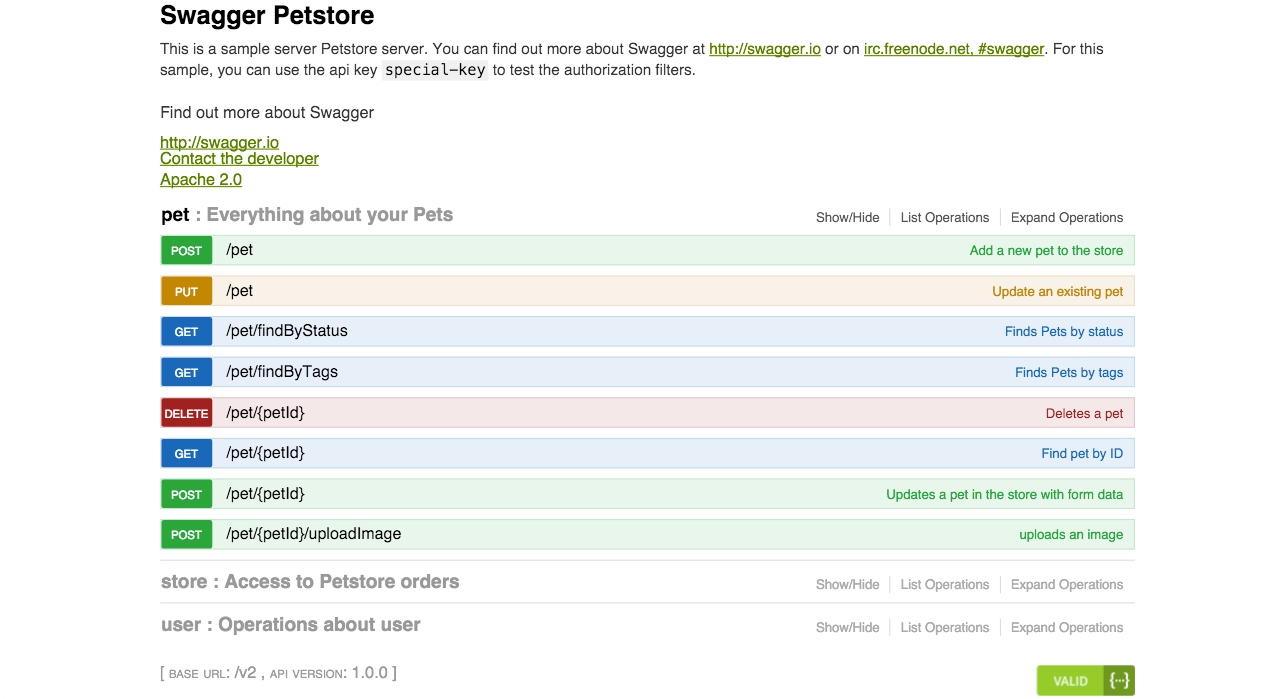 Swagger Petstore
This is a sample server Petstore server. You can find out more about Swagger at http://swagger.io or on irc.freenode.net, #swagger. For this
sample, you can use the api key special-key to test the authorization filters.
Find out more about Swagger
http://swagger.io
Contact the developer
Apache 2.0
pet : Everything about your Pets Show/Hide List Operations Expand Operations
POST /pet Add a new pet to the store
PUT /pet Update an existing pet
GET /pet/findByStatus Finds Pets by status
GET /pet/findByTags Finds Pets by tags
DELETE /pet/{petId} Deletes a pet
GET /pet/{petId} Find pet by ID
POST /pet/{petId} Updates a pet in the store with form data
POST /pet/{petId}/uploadImage uploads an image
store : Access to Petstore orders Show/Hide List Operations Expand Operations
user : Operations about user Show/Hide List Operations Expand Operations
[ BASE URL: /v2 , API VERSION: 1.0.0 ] VALID {···}